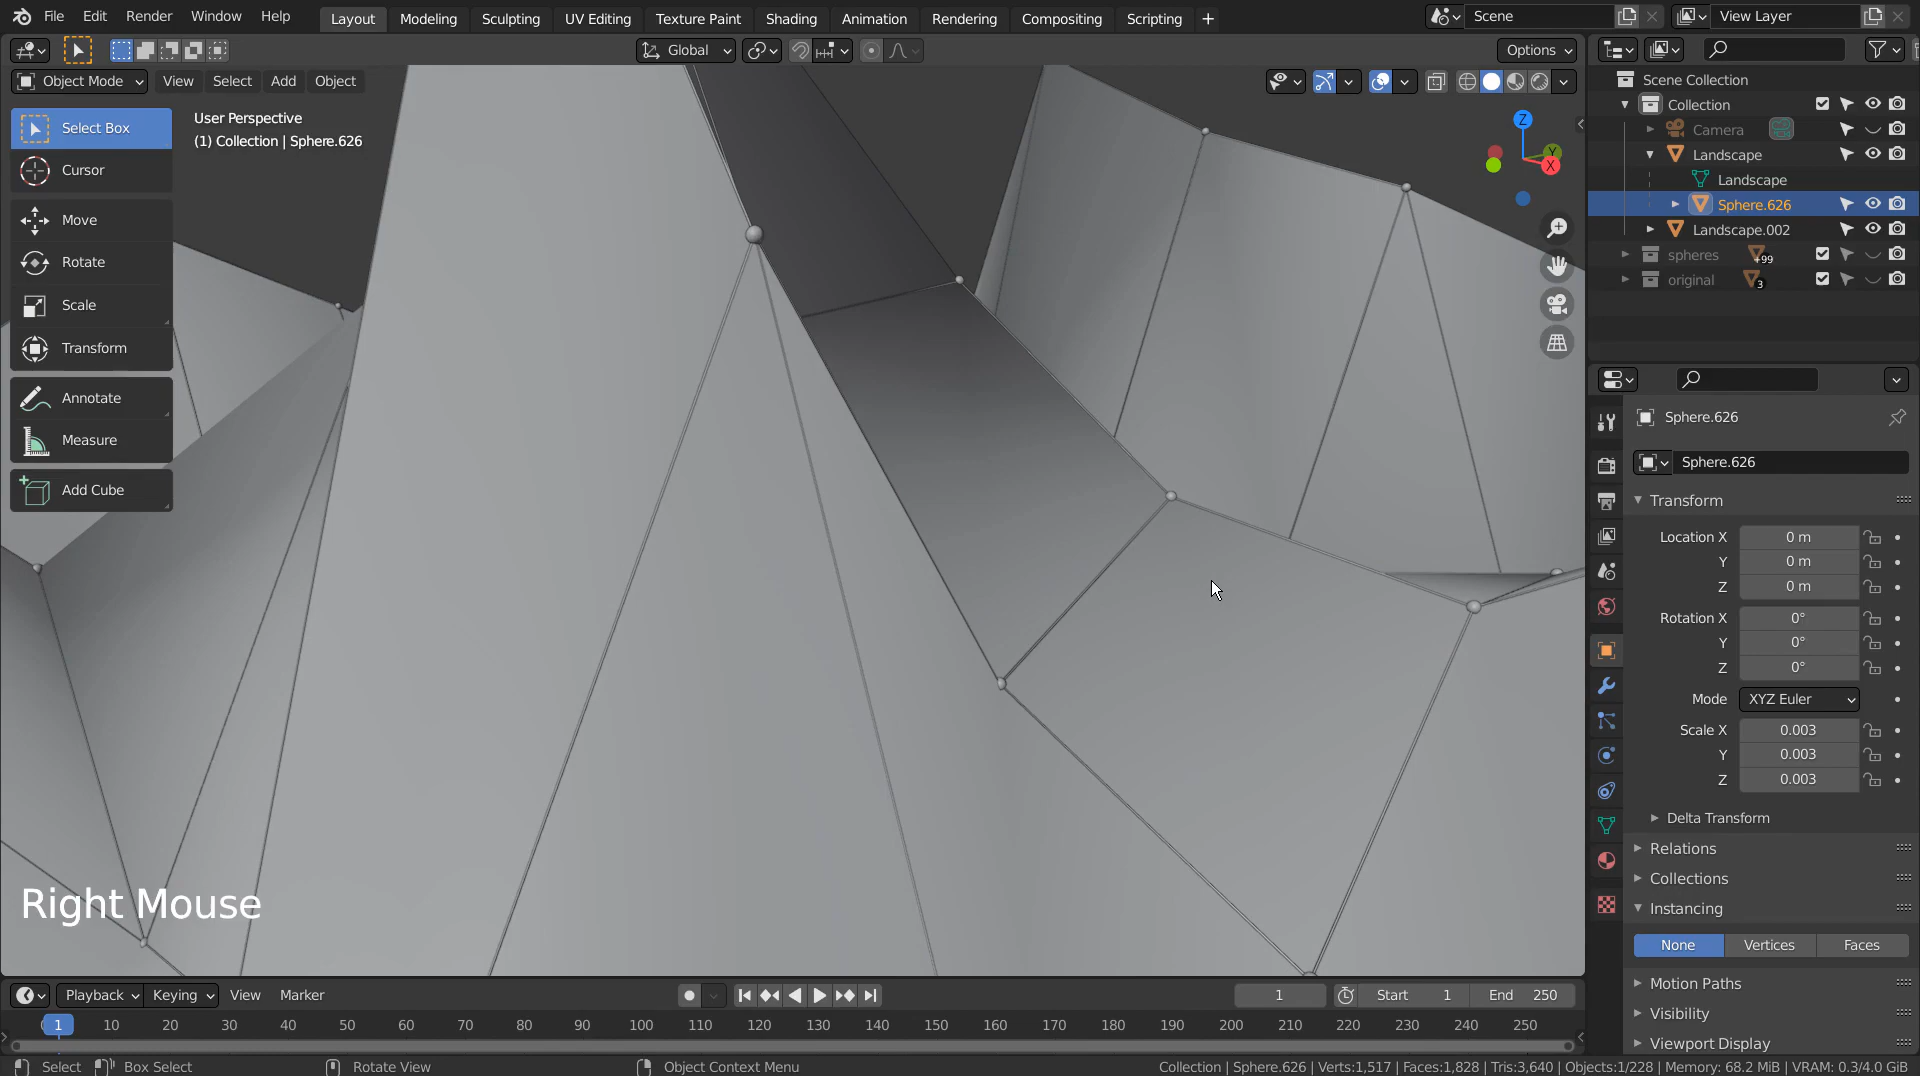 File Edit Render Window Help Layout Modeling Sculpting UV Editing Texture Paint Shading Animation Rendering Compositing Scripting + Scene View Layer
Global Options
Object Mode View Select Add Object
Select Box
Cursor
Move
Rotate
Scale
Transform
Annotate
Measure
Add Cube
User Perspective
(1) Collection | Sphere.626
Z
Y
X
Right Mouse
Scene Collection
Collection
Camera
Landscape
Landscape
Sphere.626
Landscape.002
spheres +99
original 3
Sphere.626
Sphere.626
Transform
Location X 0 m
Y 0 m
Z 0 m
Rotation X 0°
Y 0°
Z 0°
Mode XYZ Euler
Scale X 0.003
Y 0.003
Z 0.003
Delta Transform
Relations
Collections
Instancing
None Vertices Faces
Motion Paths
Visibility
Viewport Display
Playback Keying View Marker 1 Start 1 End 250
1 10 20 30 40 50 60 70 80 90 100 110 120 130 140 150 160 170 180 190 200 210 220 230 240 250
Select Box Select Rotate View Object Context Menu Collection | Sphere.626 | Verts:1,517 | Faces:1,828 | Tris:3,640 | Objects:1/228 | Memory: 68.2 MiB | VRAM: 0.3/4.0 GiB